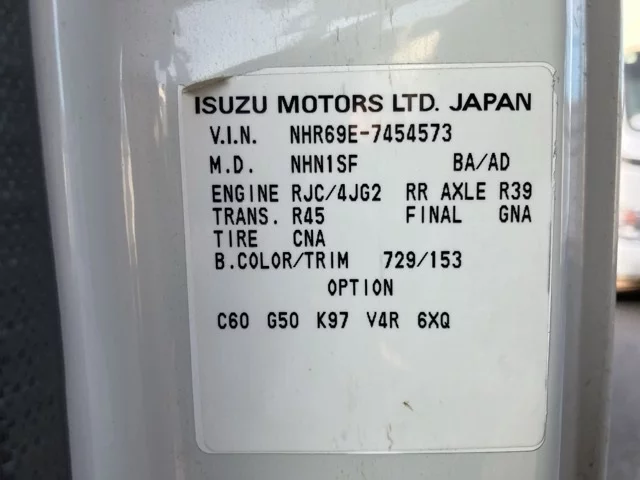 ISUZU MOTORS LTD. JAPAN
V.I.N. NHR69E-7454573
M.D. NHN1SF BA/AD
ENGINE RJC/4JG2 RR AXLE R39
TRANS. R45 FINAL GNA
TIRE CNA
B.COLOR/TRIM 729/153
OPTION
C60 G50 K97 V4R 6XQ